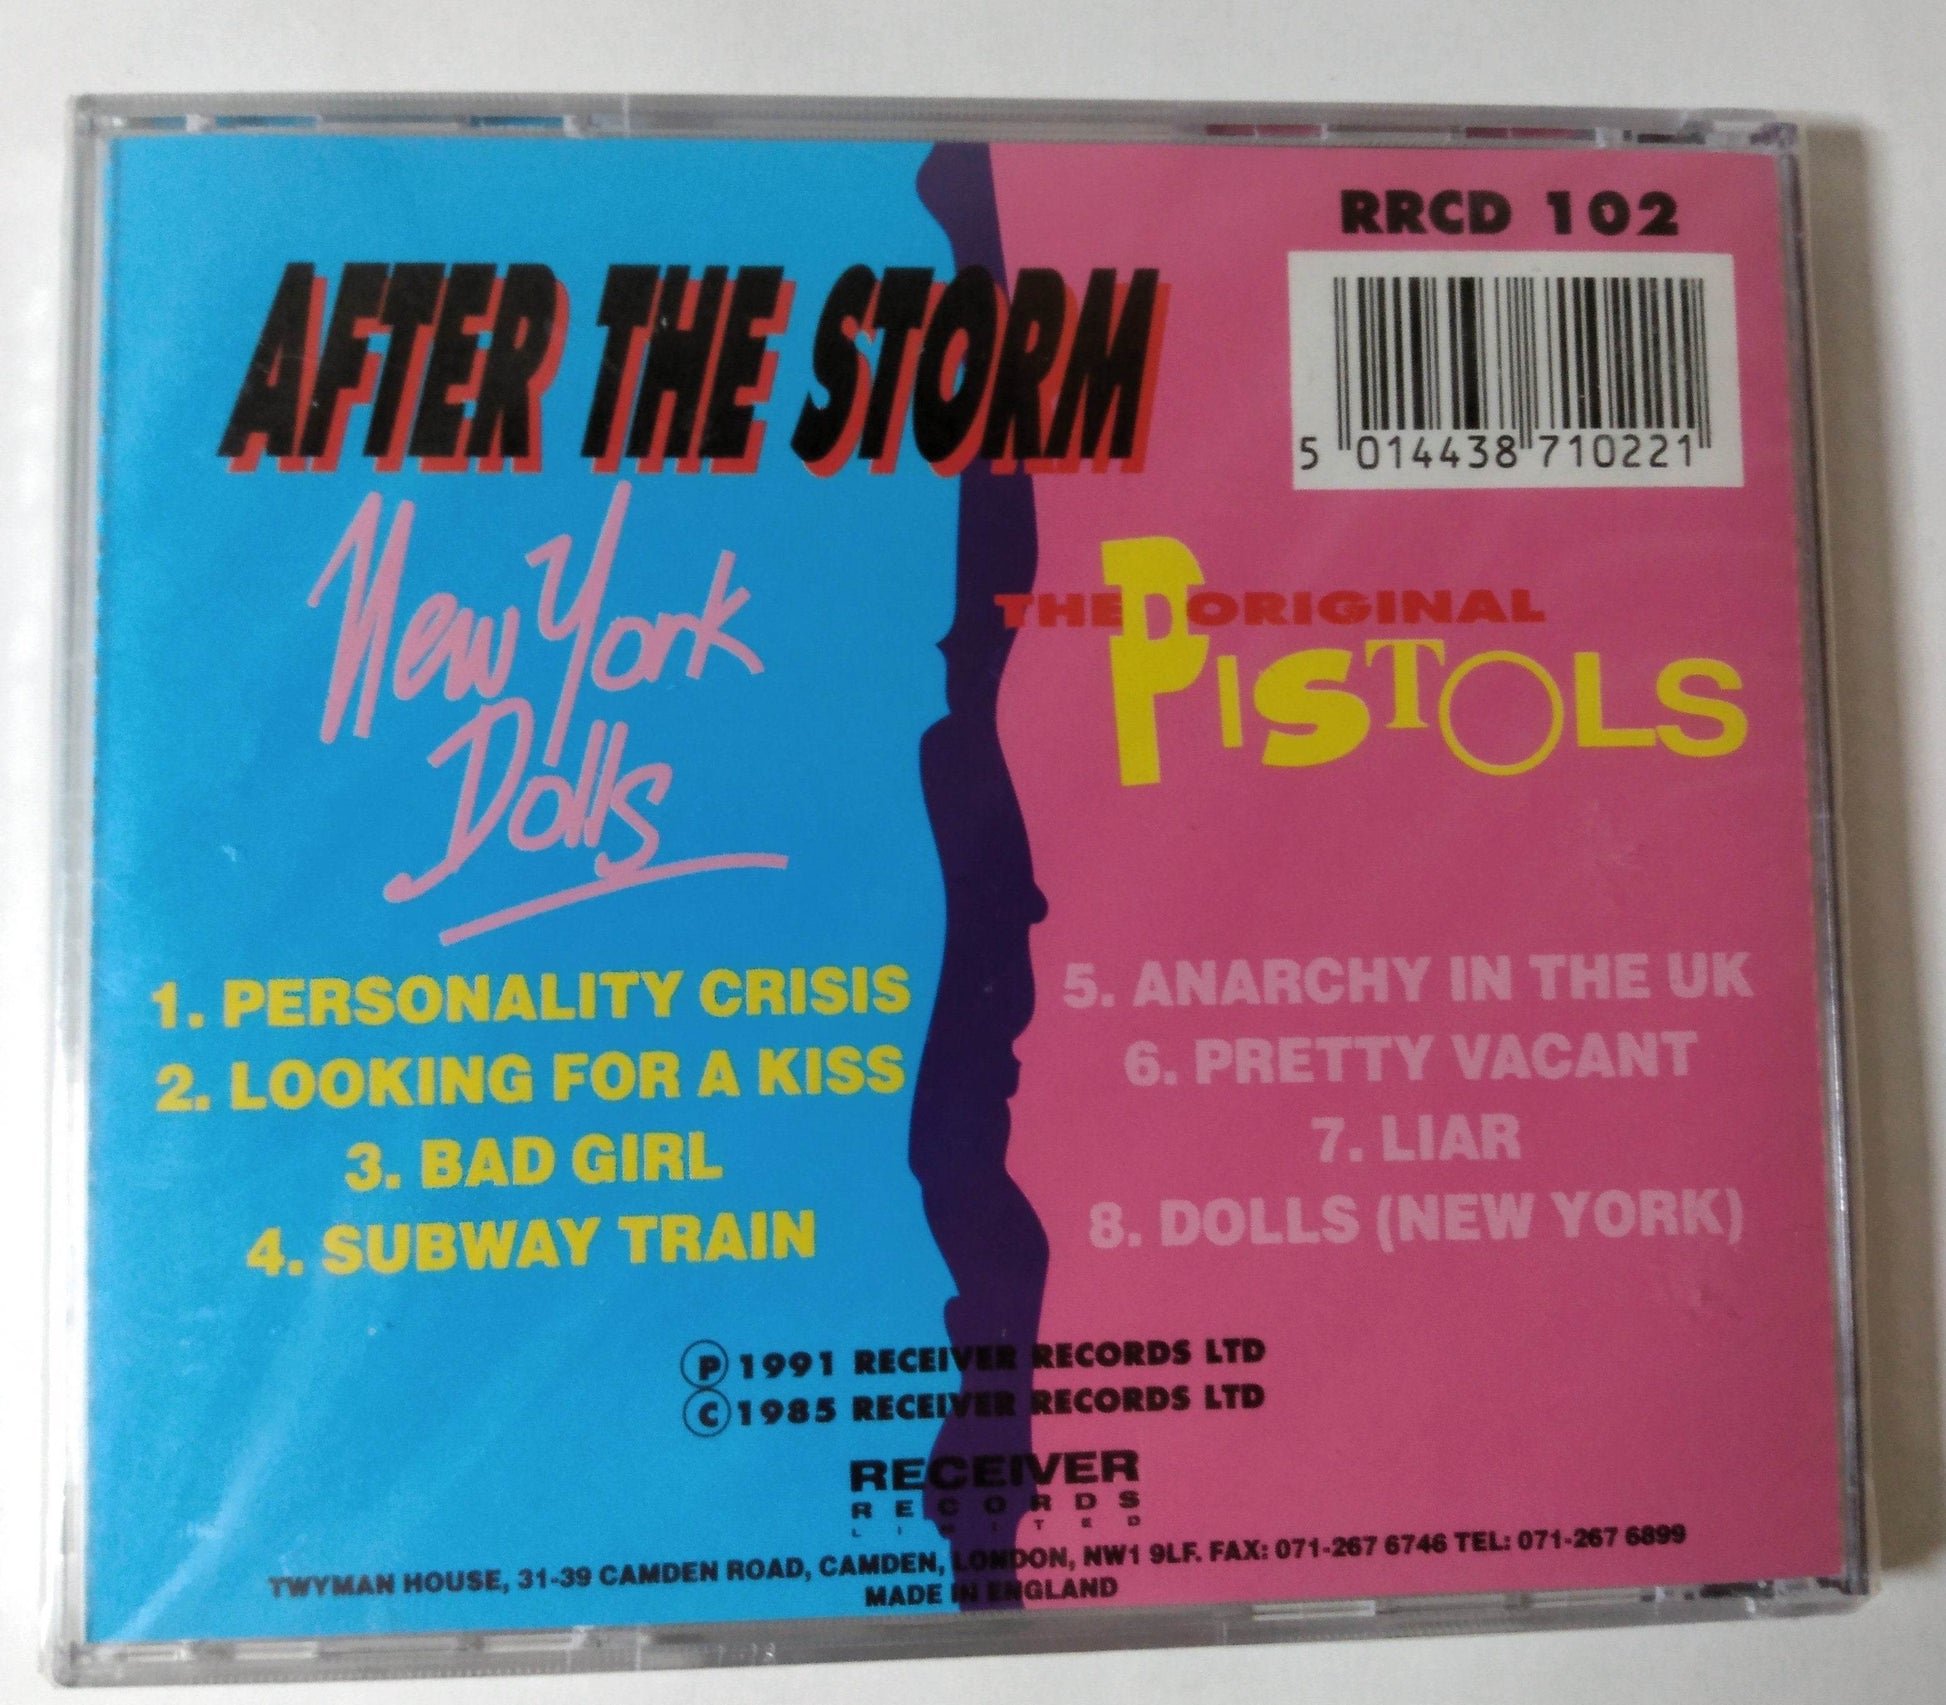 RRCD 102
5 014438 710221
AFTER THE STORM
New York
Dolls
THE ORIGINAL
PISTOLS
1. PERSONALITY CRISIS
2. LOOKING FOR A KISS
3. BAD GIRL
4. SUBWAY TRAIN
5. ANARCHY IN THE UK
6. PRETTY VACANT
7. LIAR
8. DOLLS (NEW YORK)
Ⓟ 1991 RECEIVER RECORDS LTD
© 1985 RECEIVER RECORDS LTD
RECEIVER
RECORDS
LIMITED
TWYMAN HOUSE, 31-39 CAMDEN ROAD, CAMDEN, LONDON, NW1 9LF. FAX: 071-267 6746 TEL: 071-267 6899
MADE IN ENGLAND